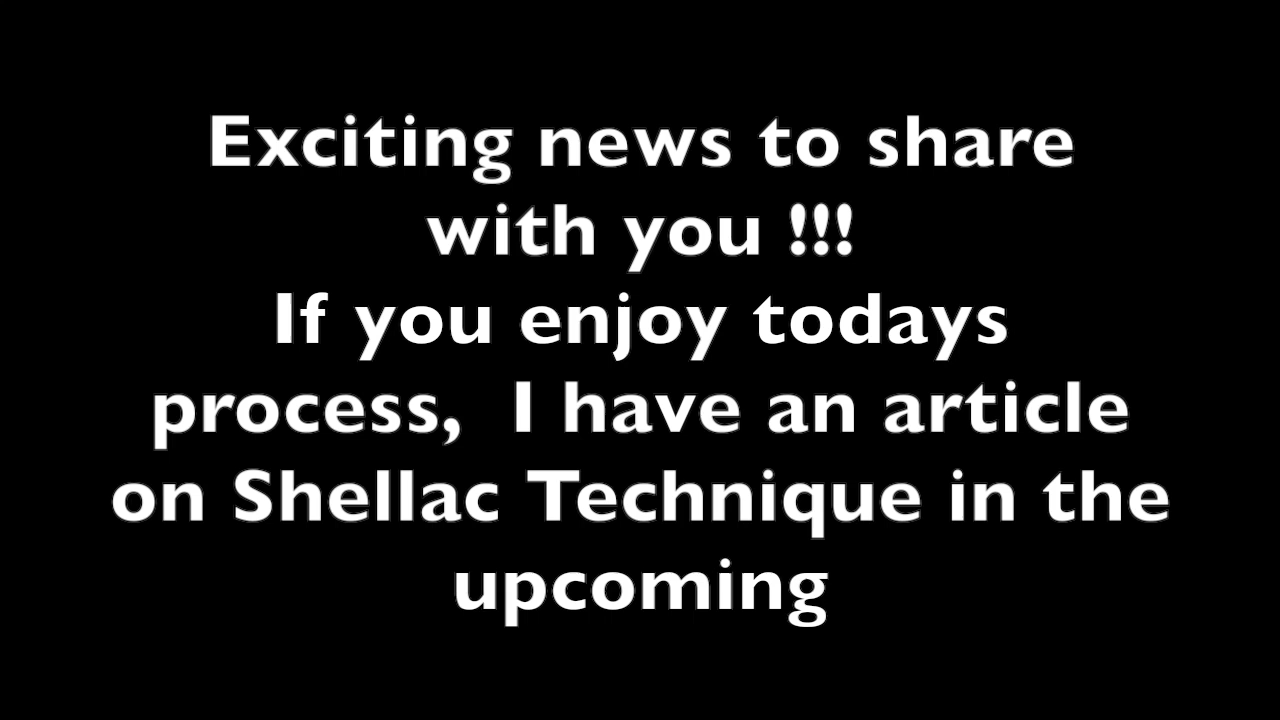 Exciting news to share
with you !!!
If you enjoy todays
process,  I have an article
on Shellac Technique in the
upcoming